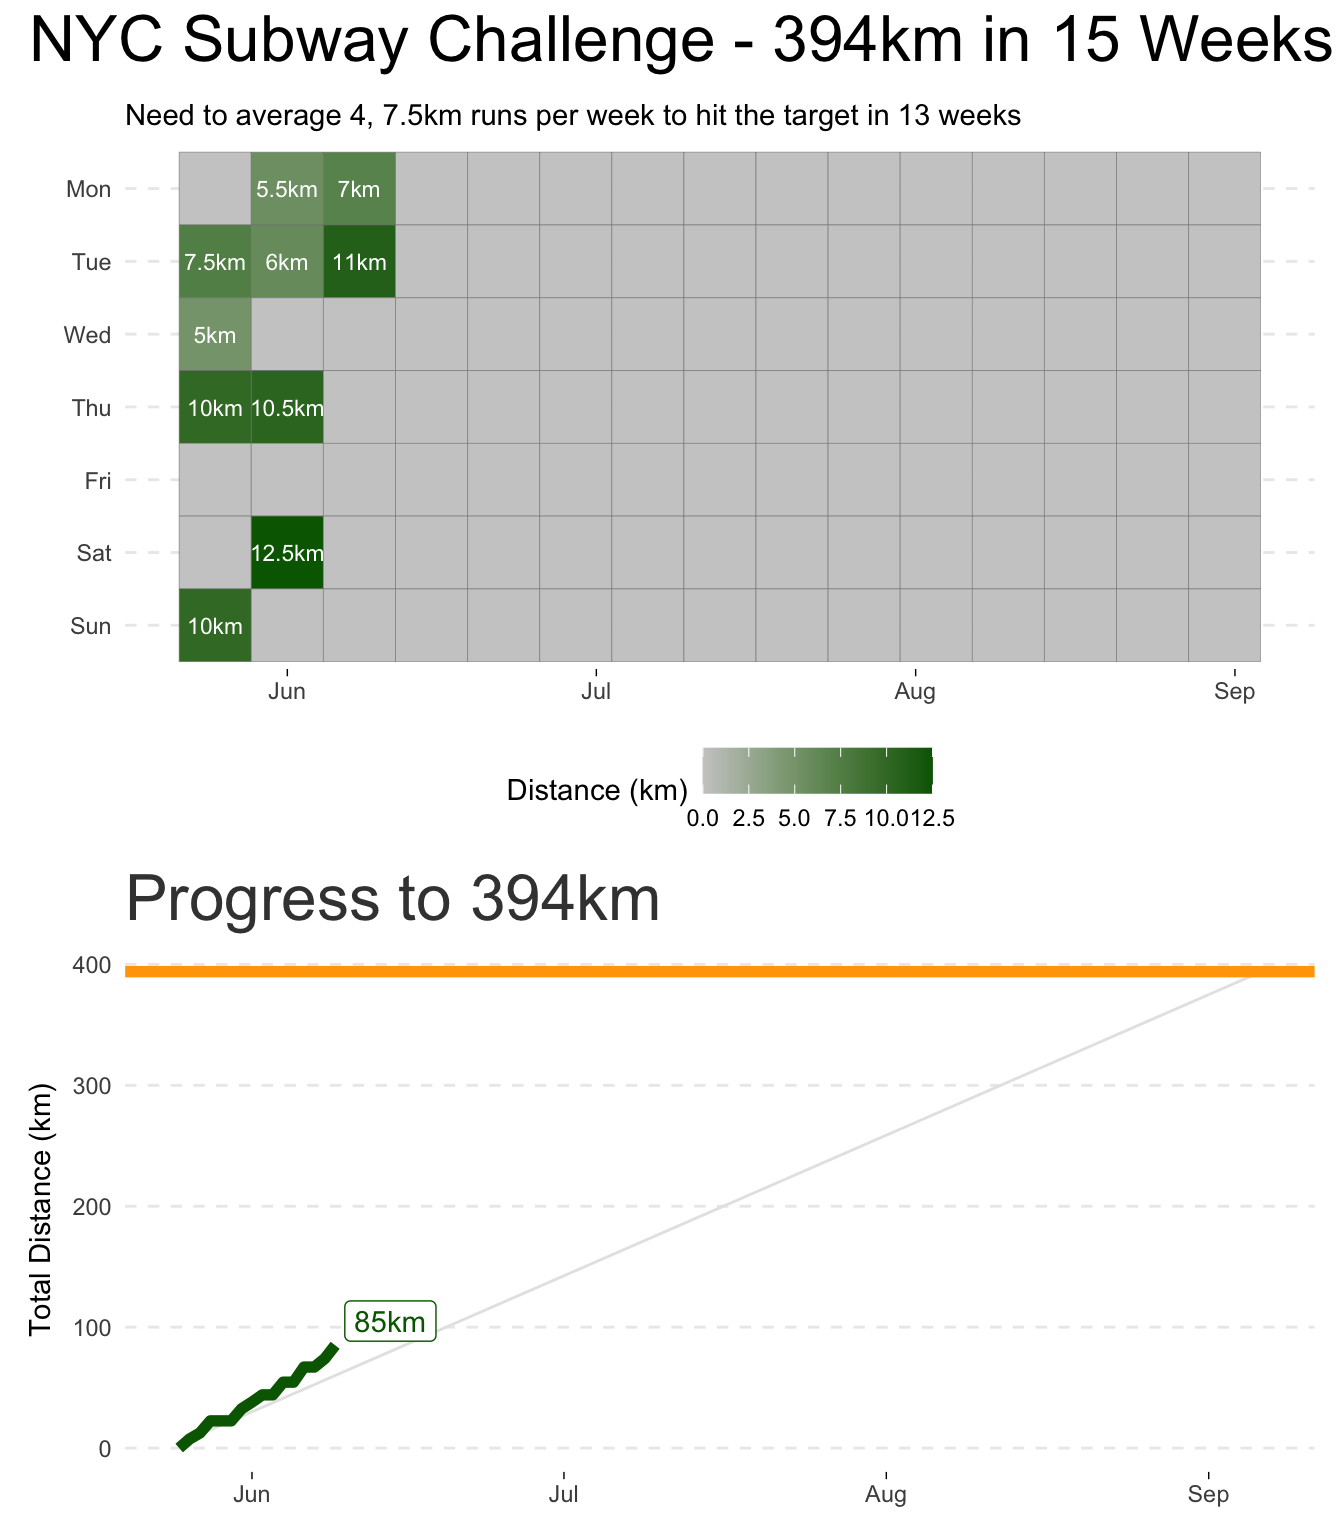 NYC Subway Challenge - 394km in 15 Weeks
Need to average 4, 7.5km runs per week to hit the target in 13 weeks
Mon 5.5km 7km
Tue 7.5km 6km 11km
Wed 5km
Thu 10km 10.5km
Fri
Sat 12.5km
Sun 10km
Jun Jul Aug Sep
Distance (km)
0.0 2.5 5.0 7.5 10.0 12.5
Progress to 394km
Total Distance (km)
400
300
200
100
85km
0
Jun Jul Aug Sep